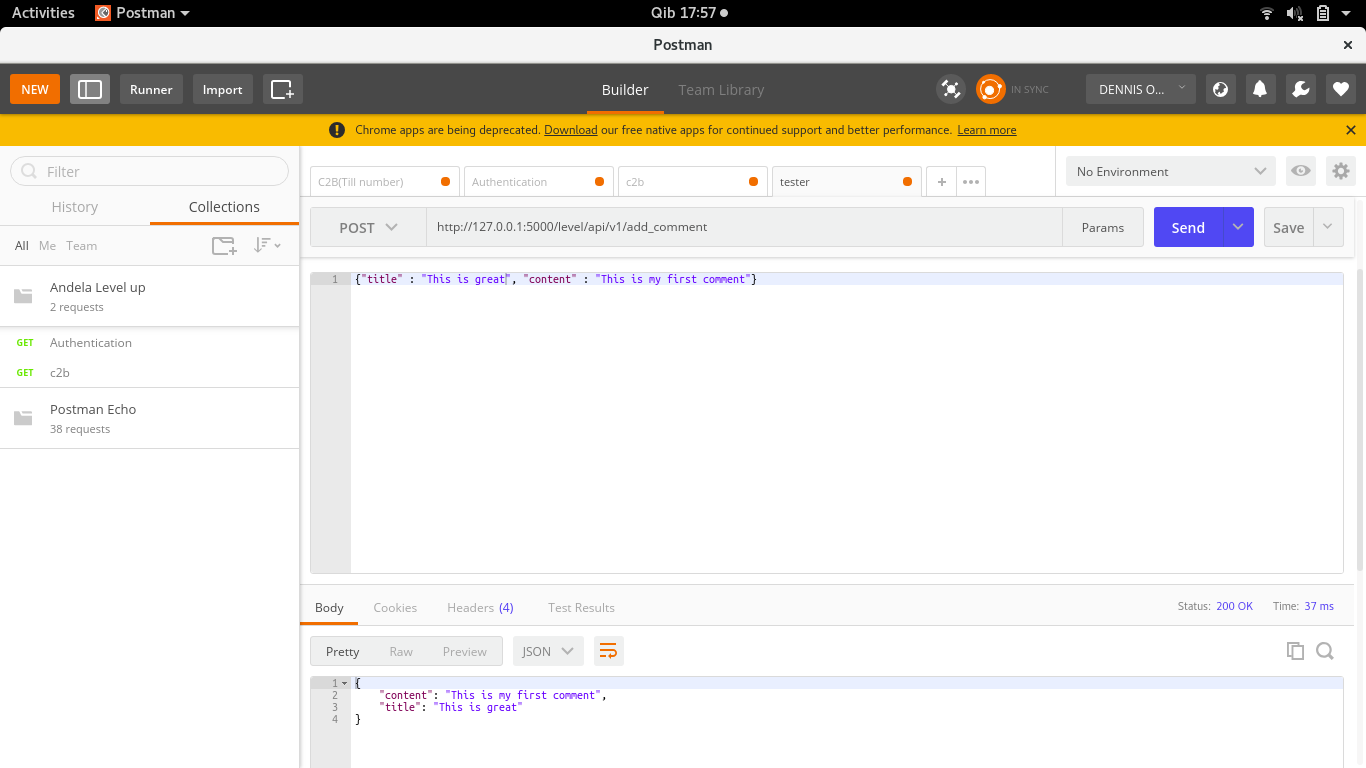 Activities Postman Qib 17:57
Postman
NEW Runner Import Builder Team Library IN SYNC DENNIS O...
Chrome apps are being deprecated. Download our free native apps for continued support and better performance. Learn more
Filter
History Collections
All Me Team
Andela Level up
2 requests
GET Authentication
GET c2b
Postman Echo
38 requests
C2B(Till number) Authentication c2b tester
No Environment
POST http://127.0.0.1:5000/level/api/v1/add_comment Params Send Save
1 {"title" : "This is great", "content" : "This is my first comment"}
Body Cookies Headers (4) Test Results Status: 200 OK Time: 37 ms
Pretty Raw Preview JSON
1 {
2 "content": "This is my first comment",
3 "title": "This is great"
4 }